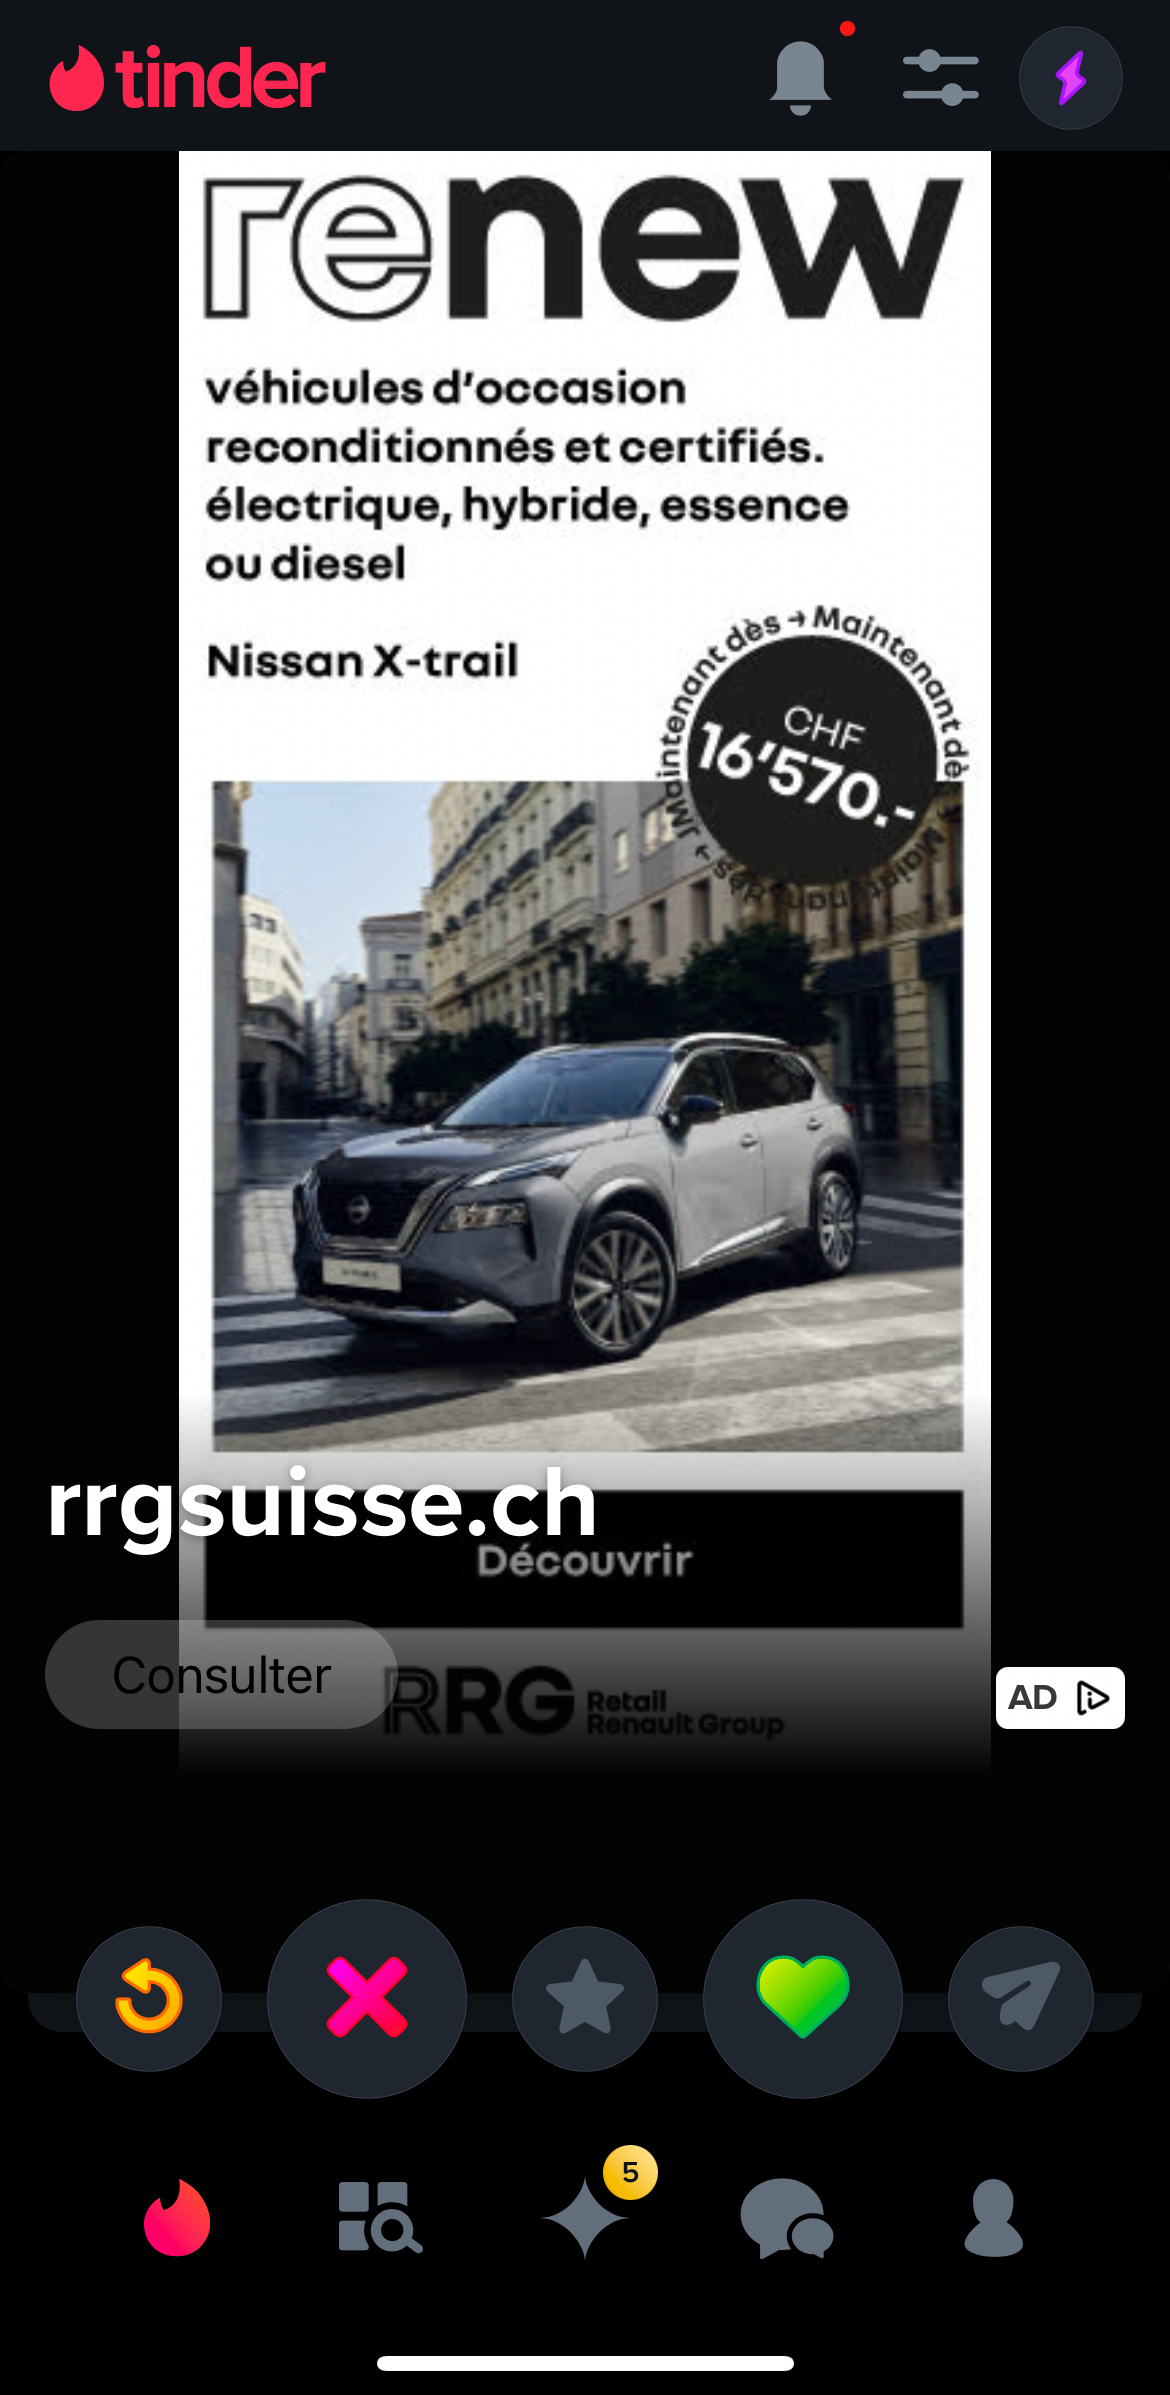 tinder
renew
véhicules d’occasion
reconditionnés et certifiés.
électrique, hybride, essence
ou diesel
Nissan X-trail
Maintenant dès → Maintenant dès
CHF
16’570.-
rrgsuisse.ch
Découvrir
Consulter
RRG Retail
Renault Group
AD
5